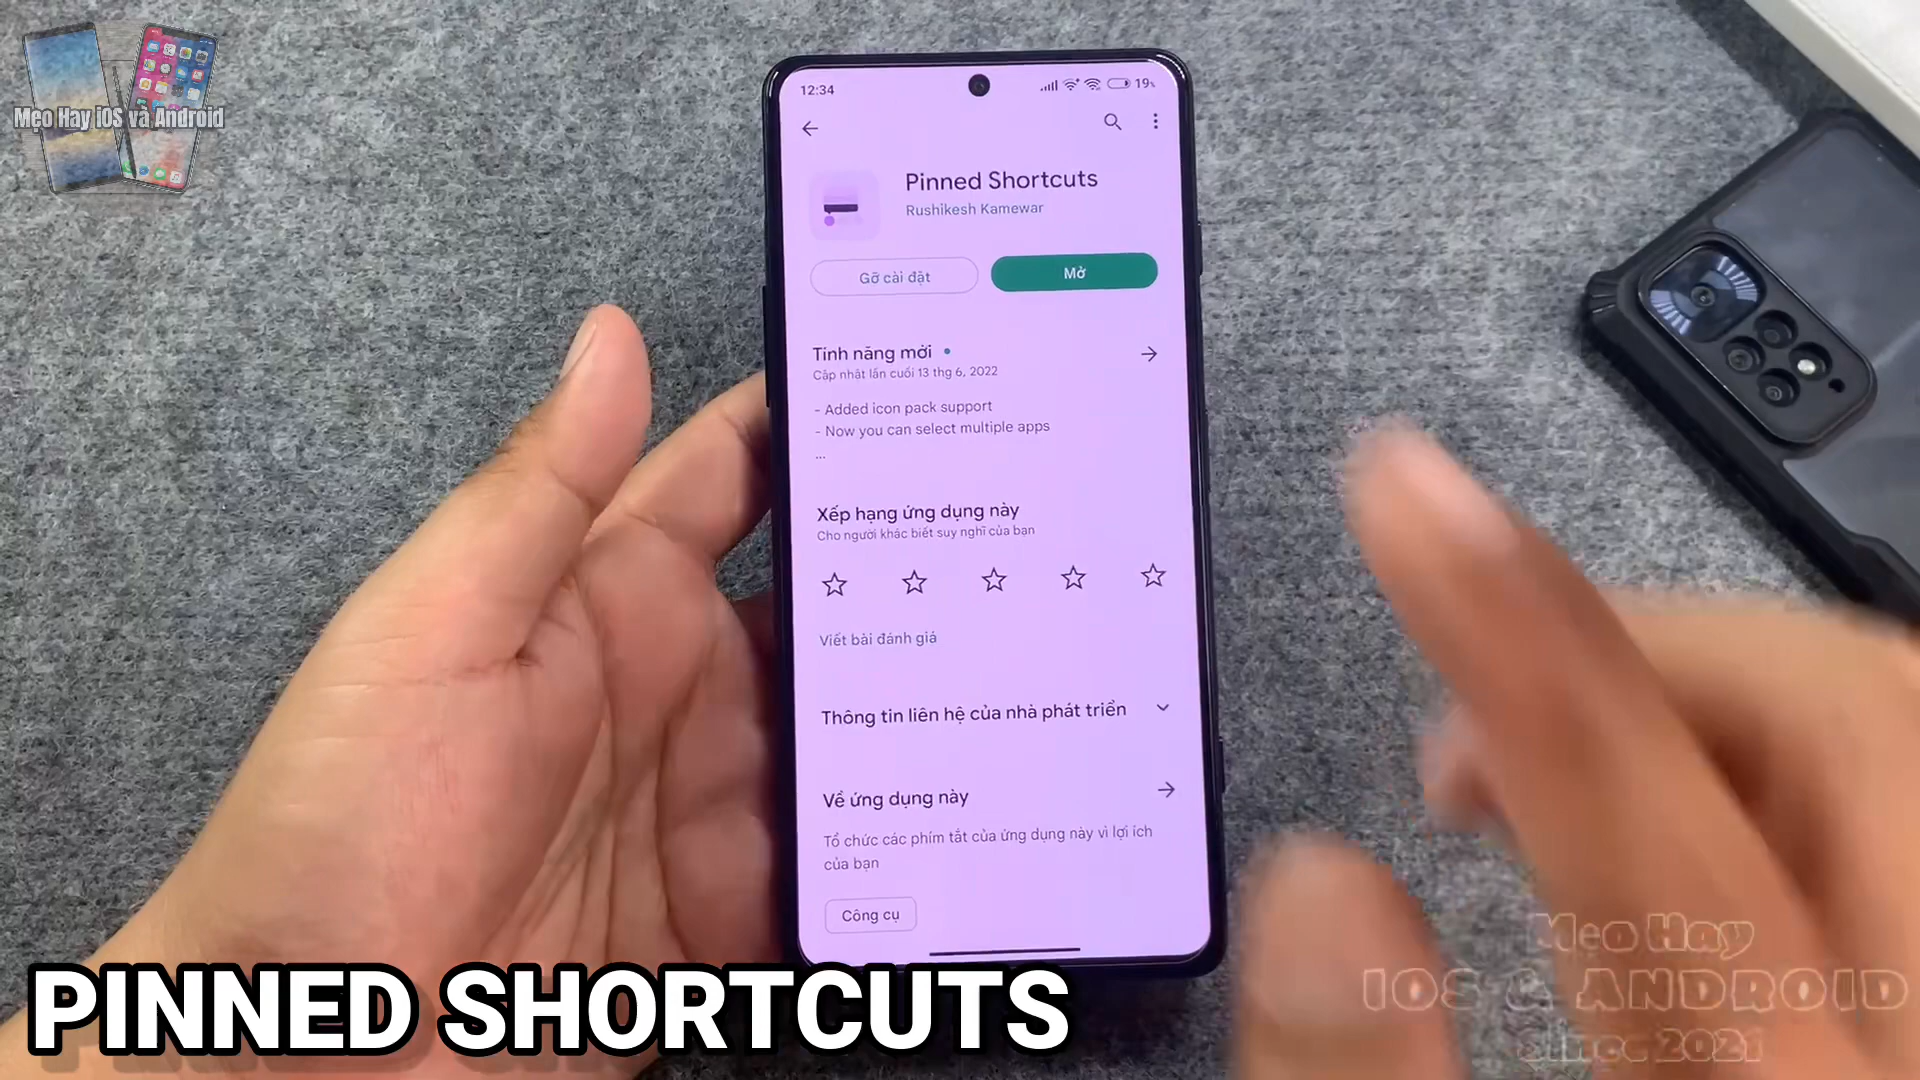 Mẹo Hay iOS và Android
12:34
19%
Pinned Shortcuts
Rushikesh Kamewar
Gỡ cài đặt
Mở
Tính năng mới
Cập nhật lần cuối 13 thg 6, 2022
- Added icon pack support
- Now you can select multiple apps
...
Xếp hạng ứng dụng này
Cho người khác biết suy nghĩ của bạn
Viết bài đánh giá
Thông tin liên hệ của nhà phát triển
Về ứng dụng này
Tổ chức các phím tắt của ứng dụng này vì lợi ích
của bạn
Công cụ
PINNED SHORTCUTS
Mẹo Hay
IOS & ANDROID
Since 2021